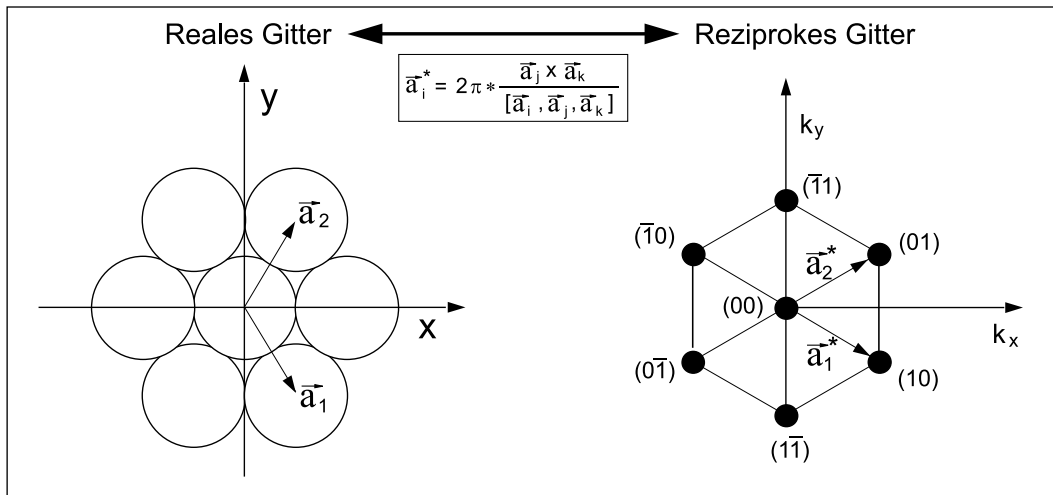 Reales Gitter
Reziprokes Gitter
a⃗ᵢ* = 2π * (a⃗ⱼ x a⃗ₖ) / [a⃗ᵢ, a⃗ⱼ, a⃗ₖ]
y
a⃗₂
x
a⃗₁
k_y
(1̅1)
(1̅0)
(01)
a⃗₂*
(00)
k_x
a⃗₁*
(01̅)
(10)
(11̅)